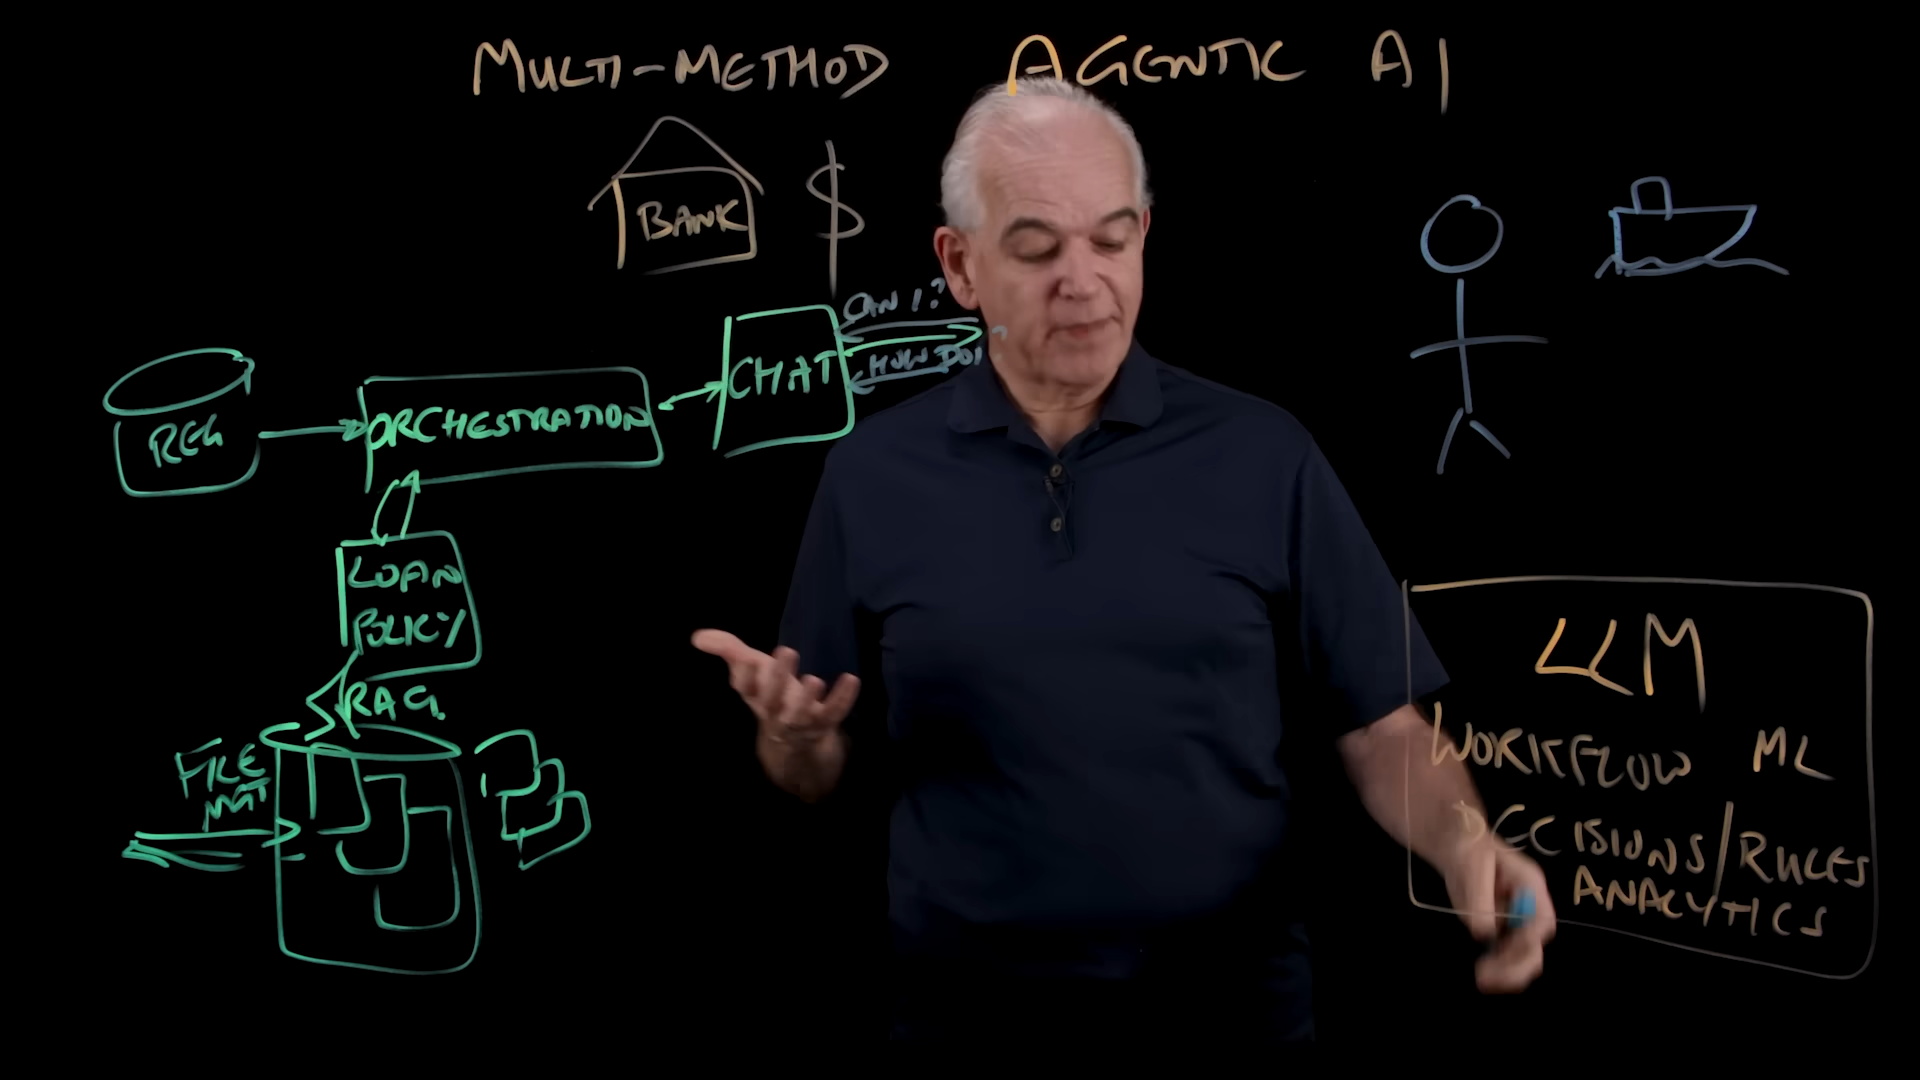 MULTI-METHOD AGENTIC AI
BANK
$
CAN I?
HOW DO I?
CHAT
REG
ORCHESTRATION
LOAN
POLICY
RAG.
FILE
MGT
LLM
WORKFLOW ML
DECISIONS/RULES
ANALYTICS